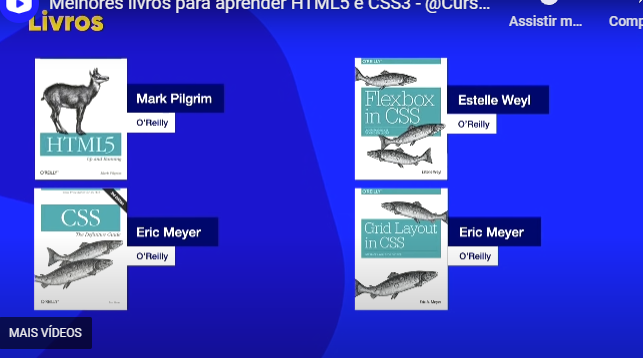 Melhores livros para aprender HTML5 e CSS3 - @Curs...
Livros
Assistir m...
Comp
HTML5
Up and Running
O'REILLY
Mark Pilgrim
Mark Pilgrim
O'Reilly
Flexbox
in CSS
O'REILLY
Estelle Weyl
Estelle Weyl
O'Reilly
CSS
The Definitive Guide
O'REILLY
Eric Meyer
O'Reilly
Grid Layout
in CSS
O'REILLY
Eric A. Meyer
Eric Meyer
O'Reilly
MAIS VÍDEOS